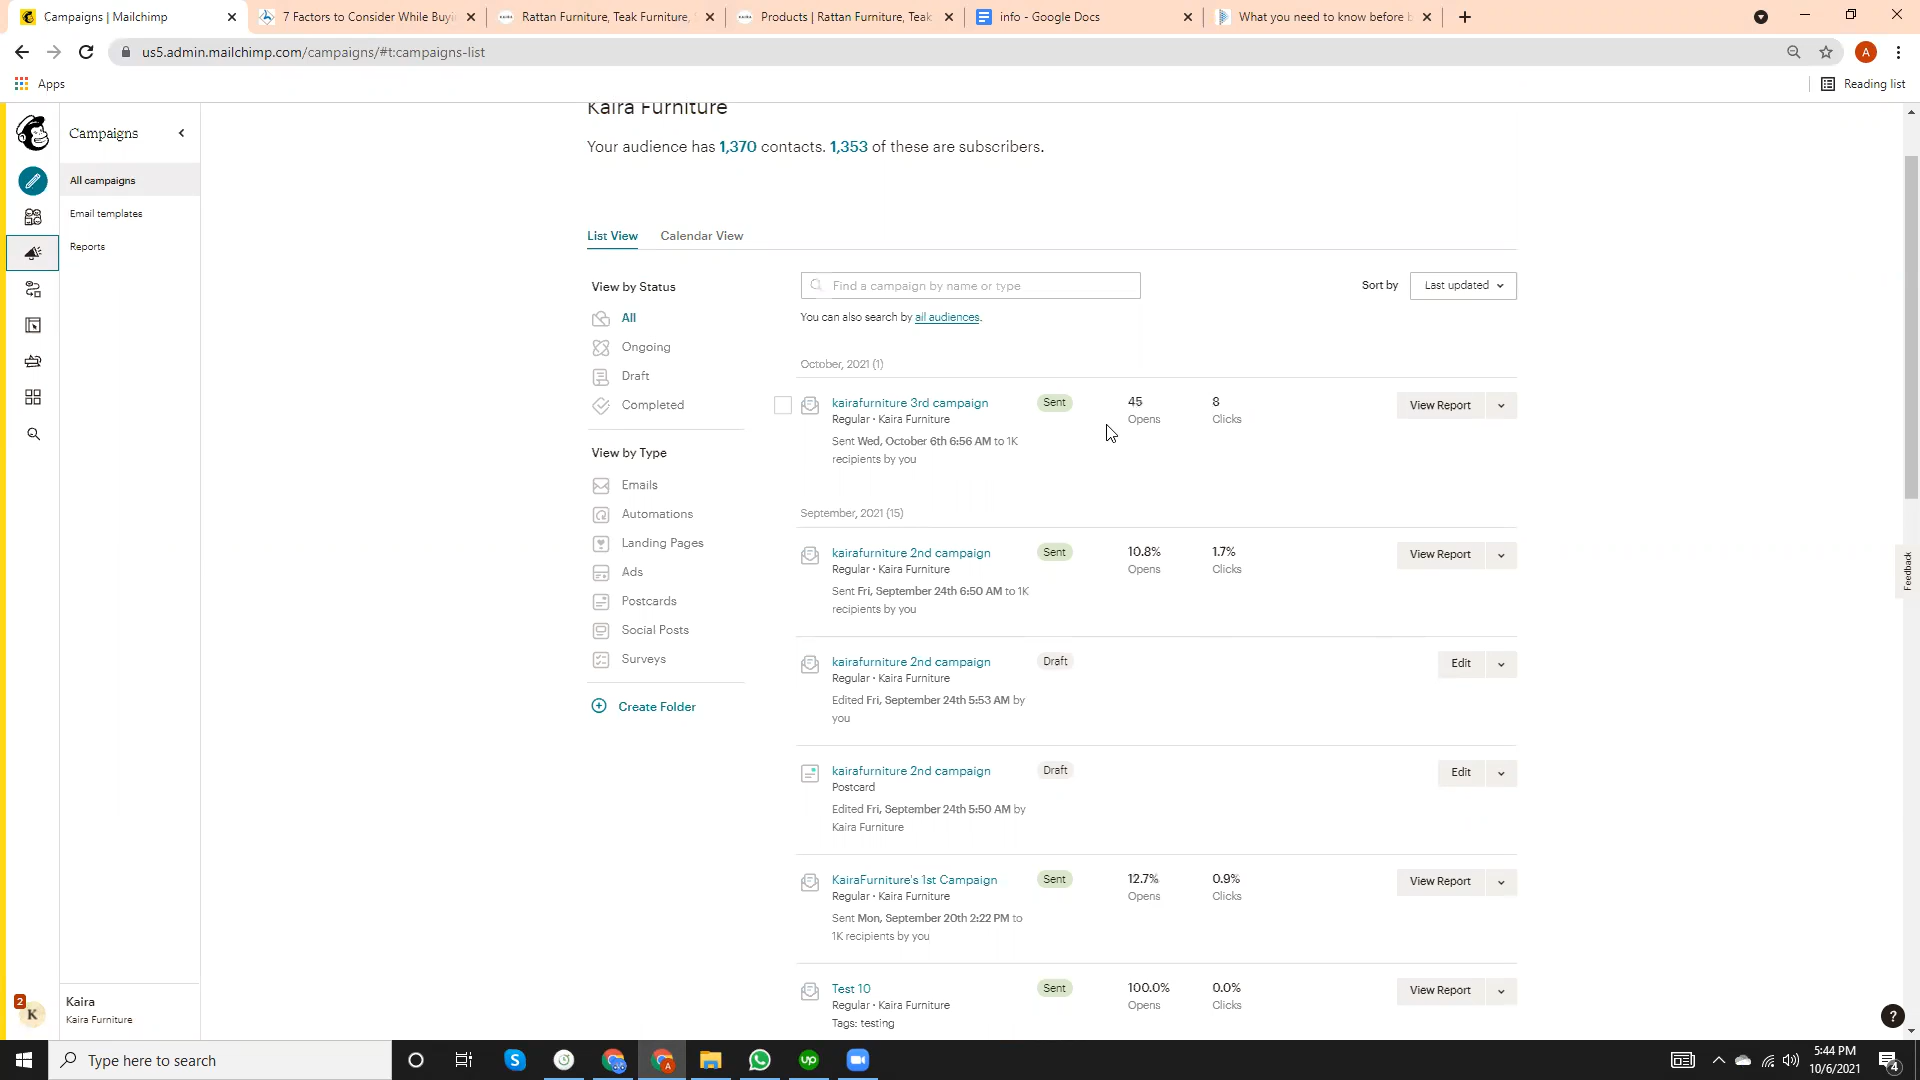 Campaigns | Mailchimp
7 Factors to Consider While Buyi
Rattan Furniture, Teak Furniture,
Products | Rattan Furniture, Teak
info - Google Docs
What you need to know before b
us5.admin.mailchimp.com/campaigns/#t:campaigns-list
A
Apps
Reading list
Kaira Furniture
Campaigns
Your audience has 1,370 contacts. 1,353 of these are subscribers.
All campaigns
Email templates
Reports
List View
Calendar View
View by Status
Find a campaign by name or type
Sort by
Last updated
All
You can also search by all audiences.
Ongoing
October, 2021 (1)
Draft
Completed
kairafurniture 3rd campaign
Sent
45
8
View Report
Regular · Kaira Furniture
Opens
Clicks
Sent Wed, October 6th 6:56 AM to 1K
recipients by you
View by Type
Emails
Automations
September, 2021 (15)
Landing Pages
kairafurniture 2nd campaign
Sent
10.8%
1.7%
View Report
Regular · Kaira Furniture
Opens
Clicks
Ads
Sent Fri, September 24th 6:50 AM to 1K
recipients by you
Postcards
Social Posts
Surveys
kairafurniture 2nd campaign
Draft
Edit
Regular · Kaira Furniture
Edited Fri, September 24th 5:53 AM by
you
Create Folder
kairafurniture 2nd campaign
Draft
Edit
Postcard
Edited Fri, September 24th 5:50 AM by
Kaira Furniture
KairaFurniture's 1st Campaign
Sent
12.7%
0.9%
View Report
Regular · Kaira Furniture
Opens
Clicks
Sent Mon, September 20th 2:22 PM to
1K recipients by you
Test 10
Sent
100.0%
0.0%
View Report
Regular · Kaira Furniture
Opens
Clicks
Tags: testing
Feedback
2
K
Kaira
Kaira Furniture
?
Type here to search
S
A
up
5:44 PM
10/6/2021
4